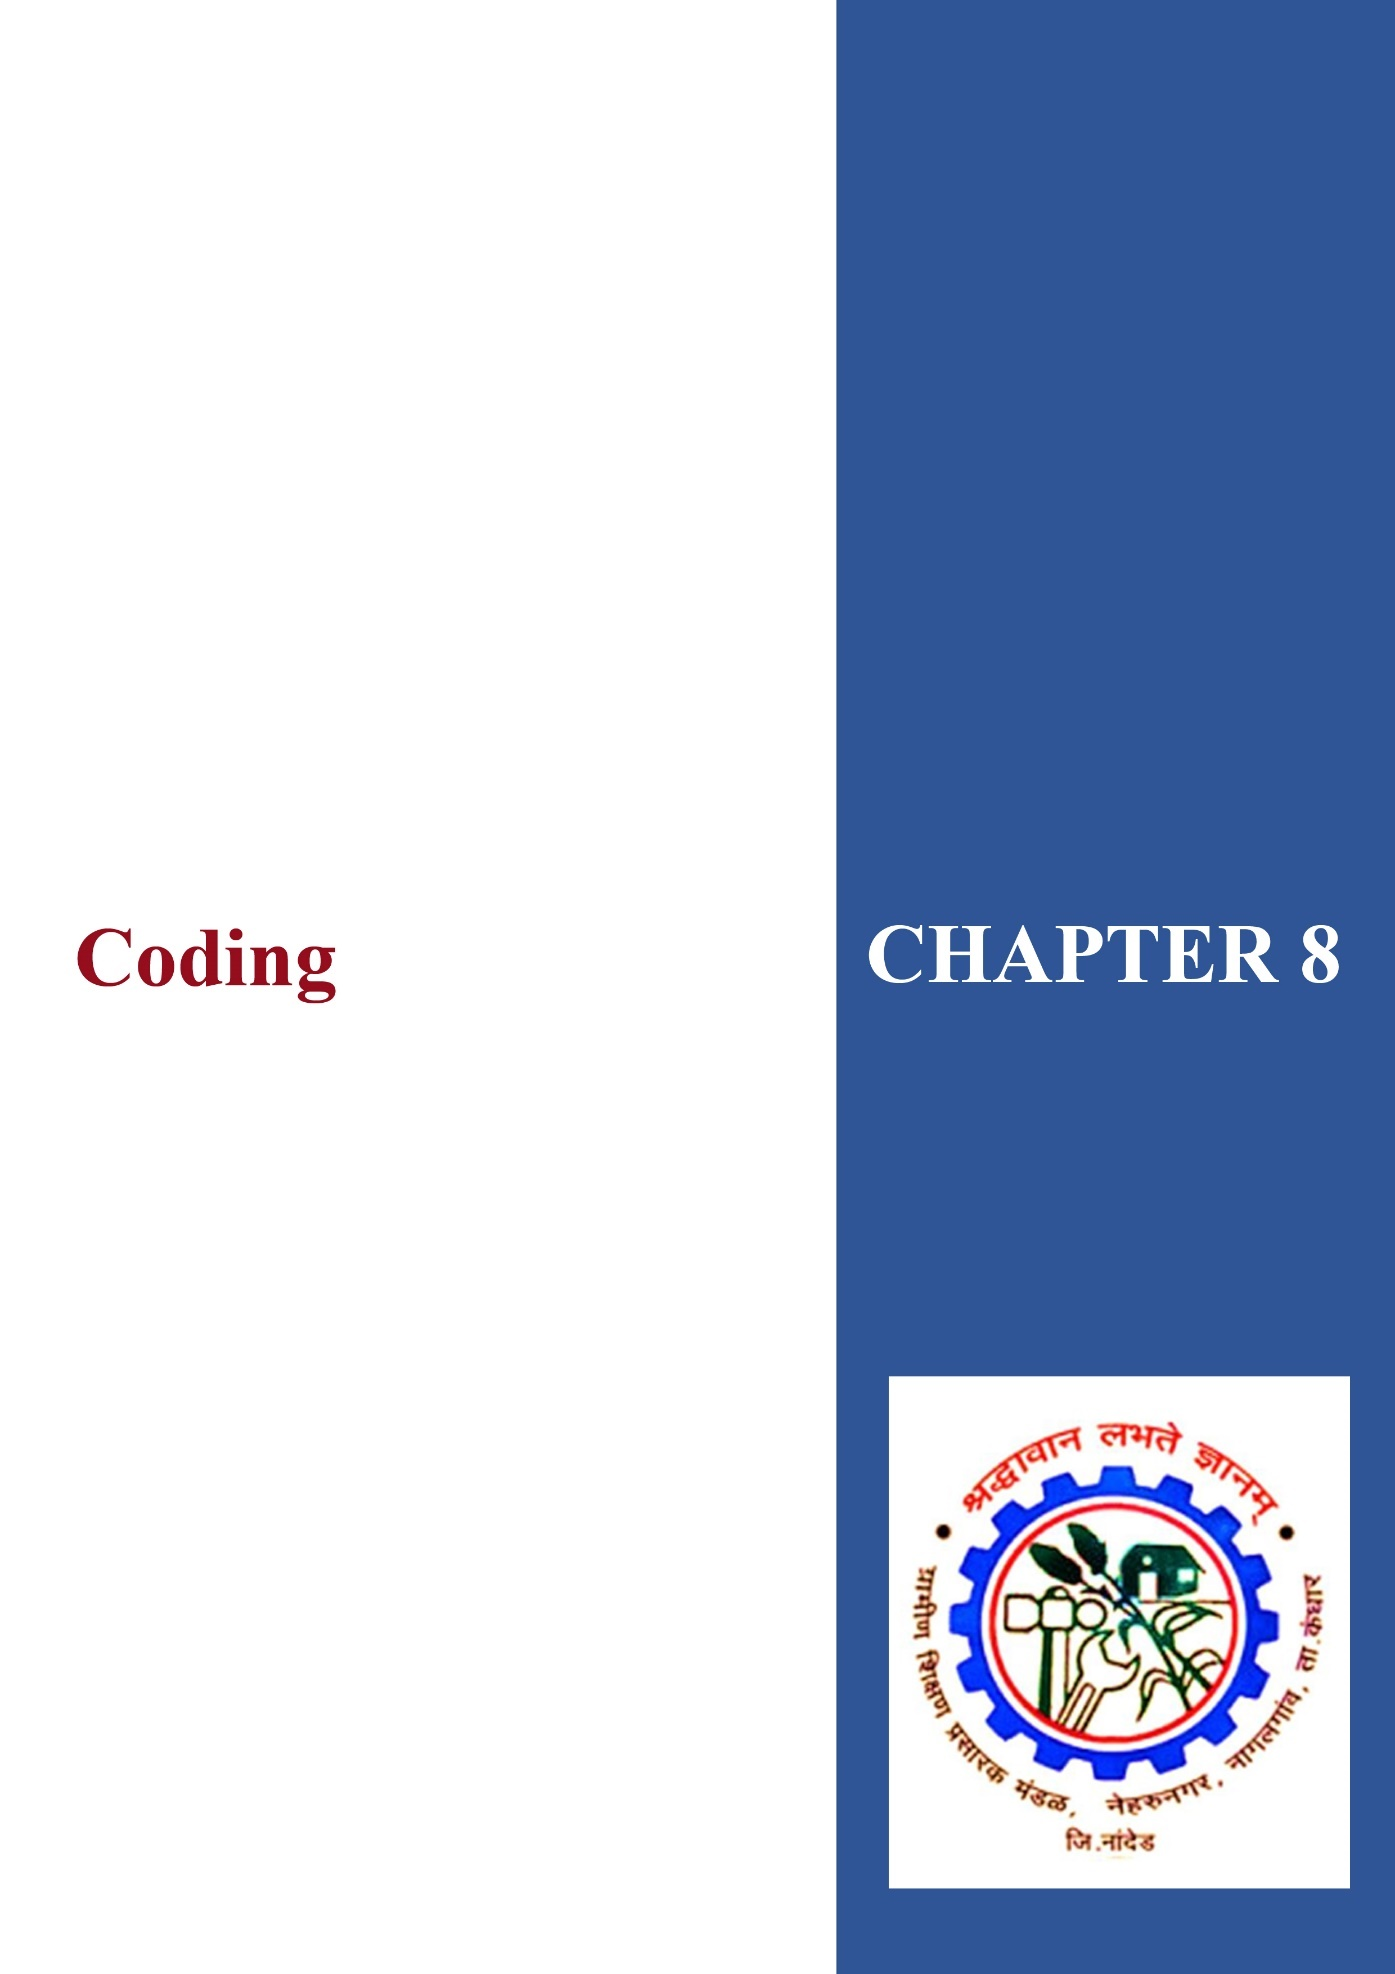 Coding
CHAPTER 8
श्रद्धावान लभते ज्ञानम्
ग्रामीण शिक्षण प्रसारक मंडळ, नेहरुनगर, नागलगांव, ता.कंधार
जि.नांदेड